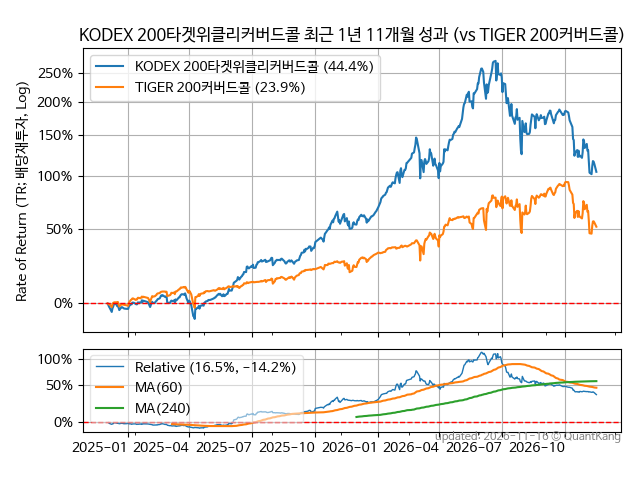 KODEX 200타겟위클리커버드콜 최근 1년 11개월 성과 (vs TIGER 200커버드콜)
Rate of Return (TR; 배당재투자, Log)
250%
200%
150%
100%
50%
0%
KODEX 200타겟위클리커버드콜 (44.4%)
TIGER 200커버드콜 (23.9%)
100%
50%
0%
Relative (16.5%, -14.2%)
MA(60)
MA(240)
2025-01 2025-04 2025-07 2025-10 2026-01 2026-04 2026-07 2026-10
Updated: 2026-11-16 © QuantKang